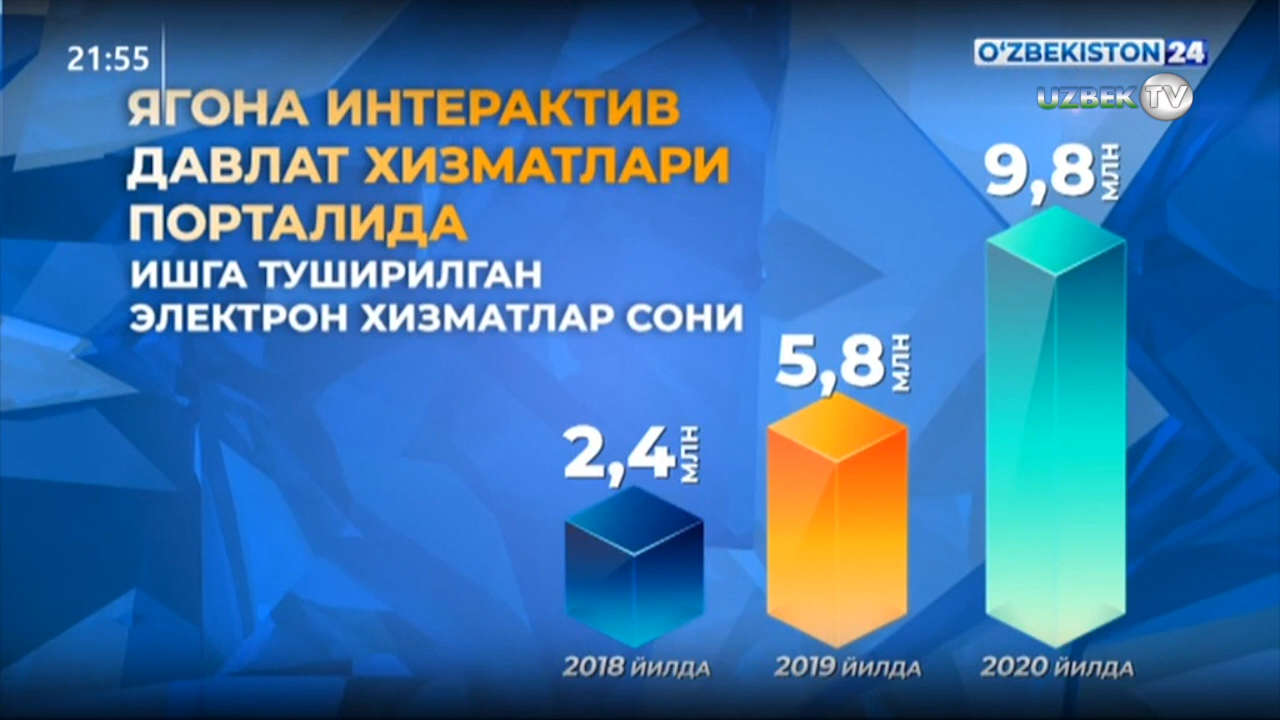 21:55
O‘ZBEKISTON 24
UZBEK TV
ЯГОНА ИНТЕРАКТИВ
ДАВЛАТ ХИЗМАТЛАРИ
ПОРТАЛИДА
ИШГА ТУШИРИЛГАН
ЭЛЕКТРОН ХИЗМАТЛАР СОНИ
2,4 МЛН
5,8 МЛН
9,8 МЛН
2018 ЙИЛДА
2019 ЙИЛДА
2020 ЙИЛДА